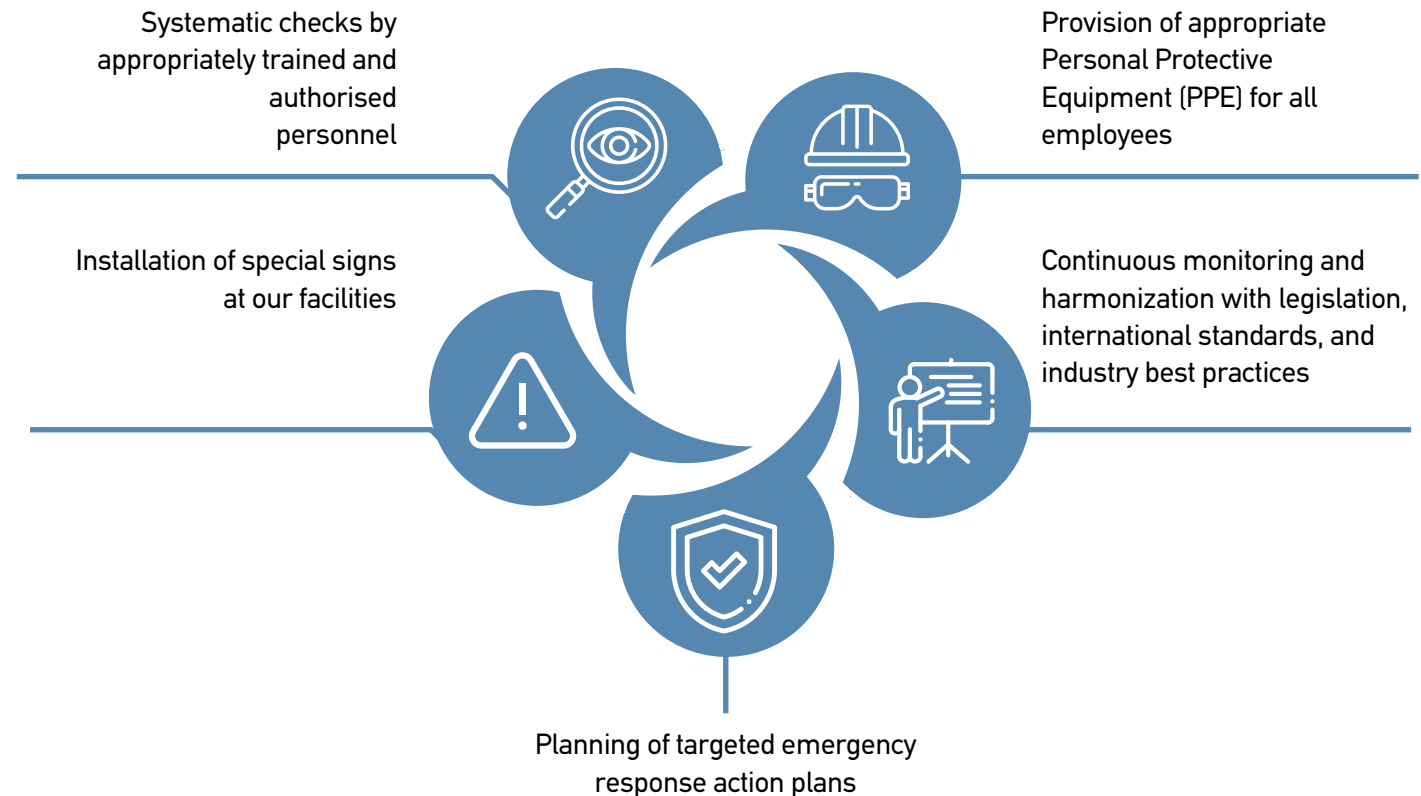 Systematic checks by
appropriately trained and
authorised
personnel
Provision of appropriate
Personal Protective
Equipment (PPE) for all
employees
Installation of special signs
at our facilities
Continuous monitoring and
harmonization with legislation,
international standards, and
industry best practices
Planning of targeted emergency
response action plans